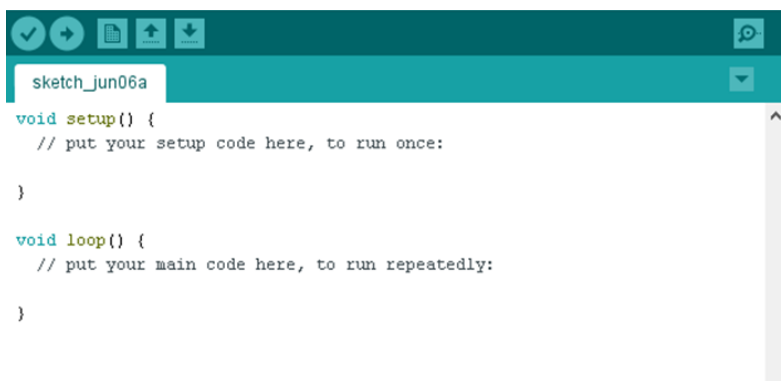 sketch_jun06a
void setup() {
  // put your setup code here, to run once:
}
void loop() {
  // put your main code here, to run repeatedly:
}